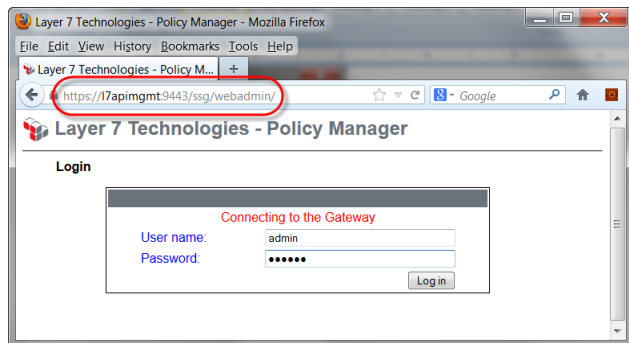 Layer 7 Technologies - Policy Manager - Mozilla Firefox
File Edit View History Bookmarks Tools Help
Layer 7 Technologies - Policy M... +
https://l7apimgmt:9443/ssg/webadmin/ Google
Layer 7 Technologies - Policy Manager
Login
Connecting to the Gateway
User name: admin
Password: ••••••
Log in